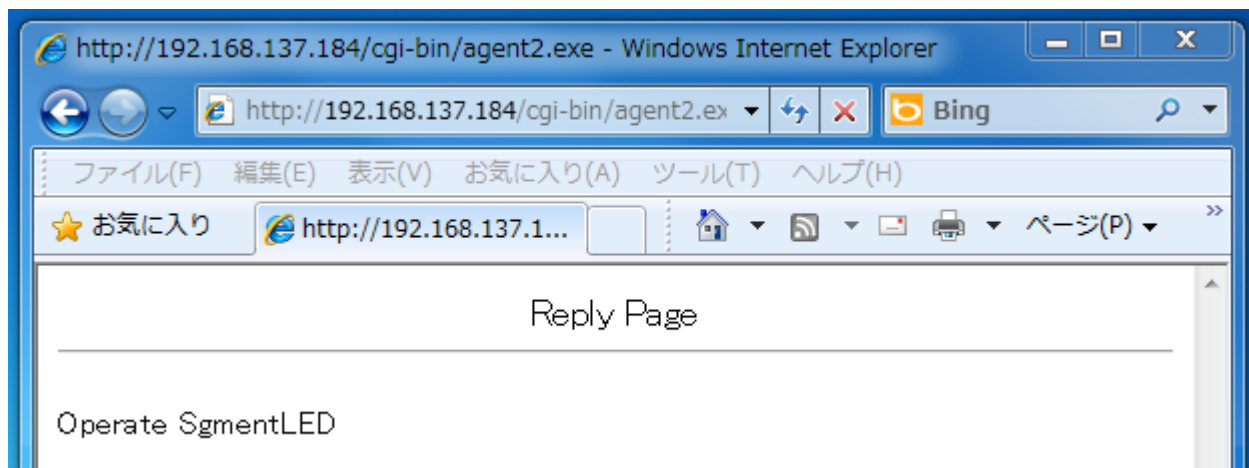 http://192.168.137.184/cgi-bin/agent2.exe - Windows Internet Explorer
http://192.168.137.184/cgi-bin/agent2.ex Bing
ファイル(F) 編集(E) 表示(V) お気に入り(A) ツール(T) ヘルプ(H)
お気に入り http://192.168.137.1... ページ(P)
Reply Page
Operate SgmentLED